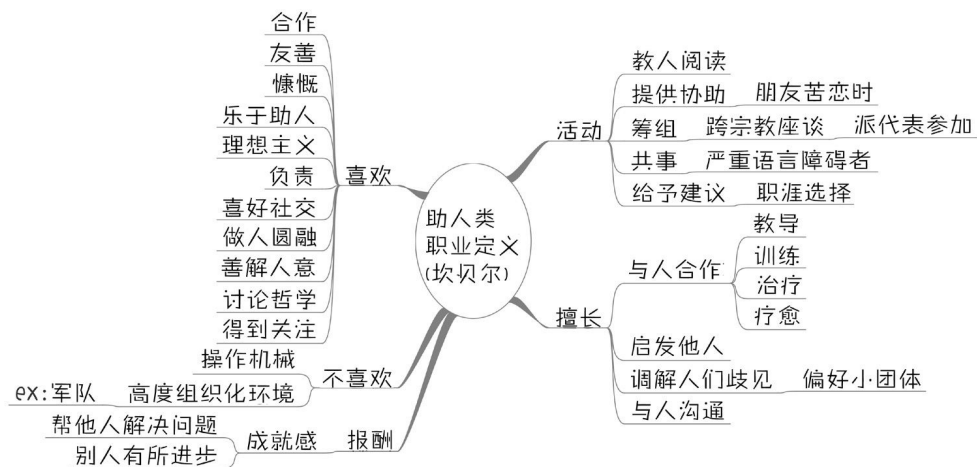 助人类
职业定义
(坎贝尔)
喜欢
合作
友善
慷慨
乐于助人
理想主义
负责
喜好社交
做人圆融
善解人意
讨论哲学
得到关注
不喜欢
操作机械
高度组织化环境
ex:军队
报酬
成就感
帮他人解决问题
别人有所进步
活动
教人阅读
提供协助
朋友苦恋时
筹组
跨宗教座谈
派代表参加
共事
严重语言障碍者
给予建议
职涯选择
擅长
与人合作
教导
训练
治疗
疗愈
启发他人
调解人们歧见
偏好小团体
与人沟通